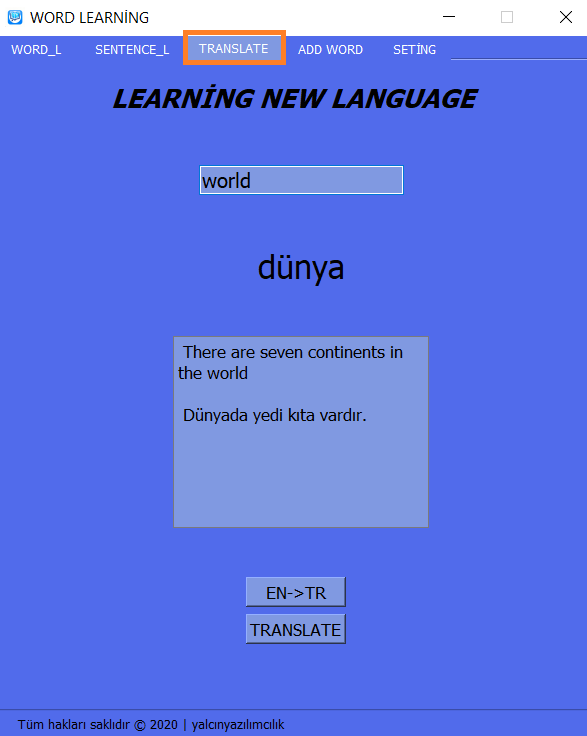 WORD LEARNİNG
WORD_L SENTENCE_L TRANSLATE ADD WORD SETİNG
LEARNİNG NEW LANGUAGE
world
dünya
There are seven continents in
the world
Dünyada yedi kıta vardır.
EN->TR
TRANSLATE
Tüm hakları saklıdır © 2020 | yalcınyazılımcılık